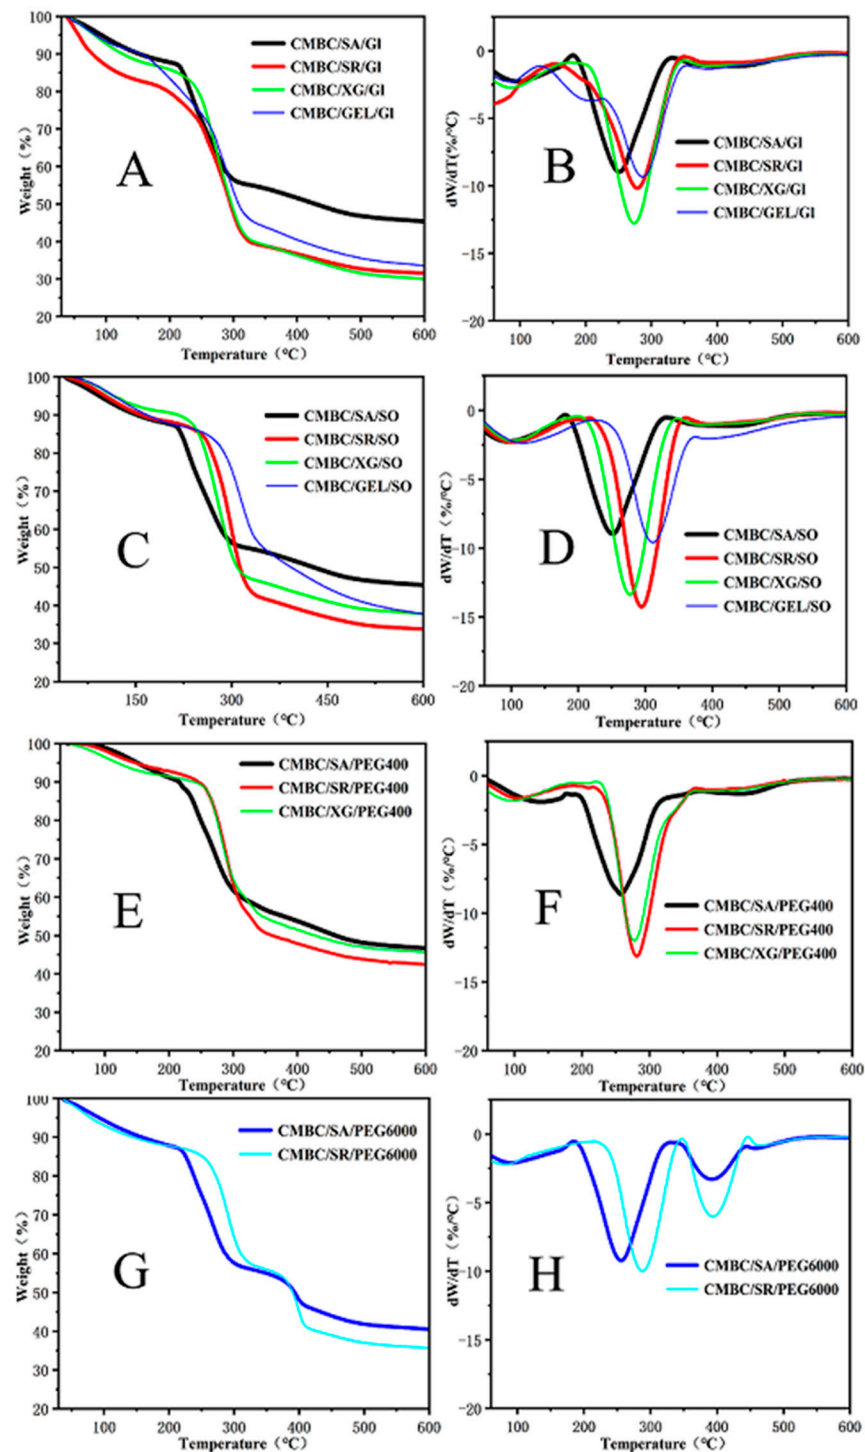 Weight (%)
100
90
80
70
60
50
40
30
20
CMBC/SA/Gl
CMBC/SR/Gl
CMBC/XG/Gl
CMBC/GEL/Gl
A
100 200 300 400 500 600
Temperature（°C）
dW/dT(%/°C)
0
−5
−10
−15
−20
B
CMBC/SA/Gl
CMBC/SR/Gl
CMBC/XG/Gl
CMBC/GEL/Gl
100 200 300 400 500 600
Temperature（°C）
Weight (%)
100
90
80
70
60
50
40
30
20
CMBC/SA/SO
CMBC/SR/SO
CMBC/XG/SO
CMBC/GEL/SO
C
150 300 450 600
Temperature（°C）
dW/dT（%/°C）
0
−5
−10
−15
−20
D
CMBC/SA/SO
CMBC/SR/SO
CMBC/XG/SO
CMBC/GEL/SO
100 200 300 400 500 600
Temperature（°C）
Weight（%）
100
90
80
70
60
50
40
30
20
CMBC/SA/PEG400
CMBC/SR/PEG400
CMBC/XG/PEG400
E
100 200 300 400 500 600
Temperature（°C）
dW/dT（%/°C）
0
−5
−10
−15
−20
F
CMBC/SA/PEG400
CMBC/SR/PEG400
CMBC/XG/PEG400
100 200 300 400 500 600
Temperature（°C）
Weight（%）
100
90
80
70
60
50
40
30
20
CMBC/SA/PEG6000
CMBC/SR/PEG6000
G
100 200 300 400 500 600
Temperature（°C）
dW/dT（%/°C）
0
−5
−10
−15
−20
H
CMBC/SA/PEG6000
CMBC/SR/PEG6000
100 200 300 400 500 600
Temperature（°C）